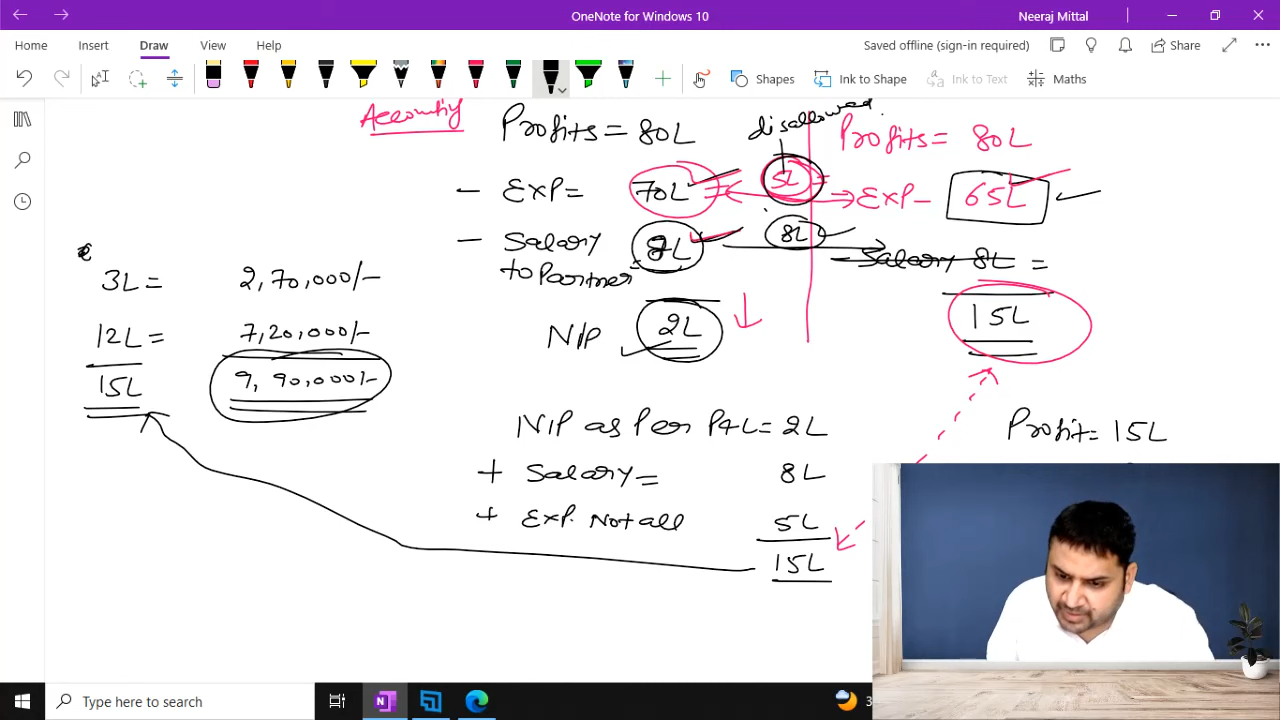 OneNote for Windows 10
Neeraj Mittal
Home Insert Draw View Help
Saved offline (sign-in required)
Share
Shapes
Ink to Shape
Ink to Text
Maths
Accounting
Profits = 80L
disallowed
Profits = 80L
- EXP = 70L
5L
EXP - 65L
- Salary to Partner = 8L
8L
Salary 8L =
N/P 2L
15L
3L = 2,70,000/-
12L = 7,20,000/-
15L 9,90,000/-
N/P as Per P&L = 2L
+ Salary = 8L
+ EXP. Not all 5L
15L
Profit = 15L
Type here to search